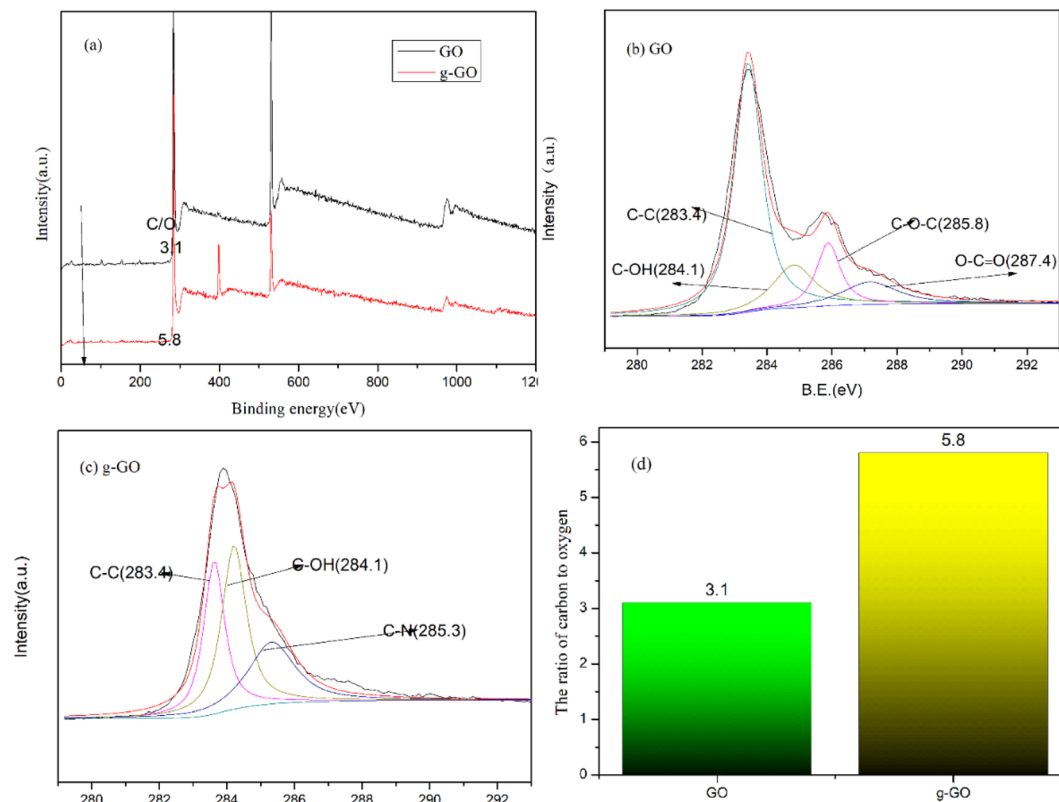 (a)
GO
g-GO
C/O
3.1
5.8
Intensity(a.u.)
0 200 400 600 800 1000 120
Binding energy(eV)
(b) GO
C-C(283.4)
C-O-C(285.8)
C-OH(284.1)
O-C=O(287.4)
Intensity (a.u.)
280 282 284 286 288 290 292
B.E.(eV)
(c) g-GO
C-C(283.4)
C-OH(284.1)
C-N(285.3)
Intensity(a.u.)
280 282 284 286 288 290 292
(d)
5.8
3.1
The ratio of carbon to oxygen
6
5
4
3
2
1
0
GO g-GO